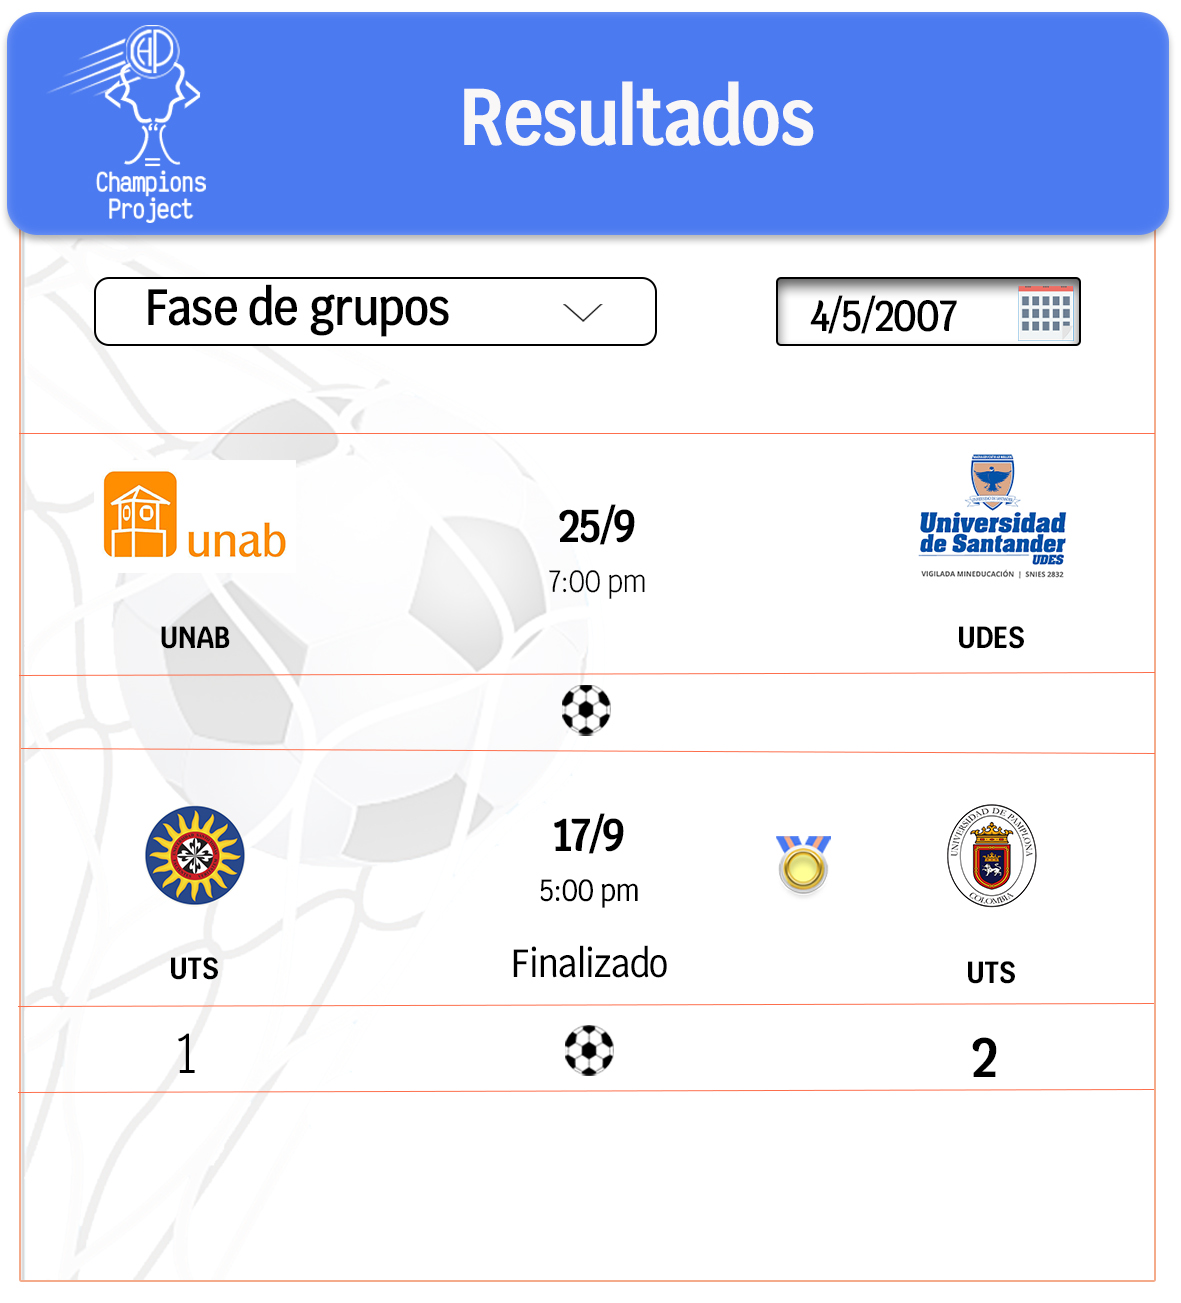 CHP
Champions
Project
Resultados
Fase de grupos
4/5/2007
unab
25/9
7:00 pm
Universidad
de Santander
UDES
VIGILADA MINEDUCACIÓN | SNIES 2832
UNAB
UDES
17/9
5:00 pm
UNIVERSIDAD DE PAMPLONA
COLOMBIA
Finalizado
UTS
UTS
1
2